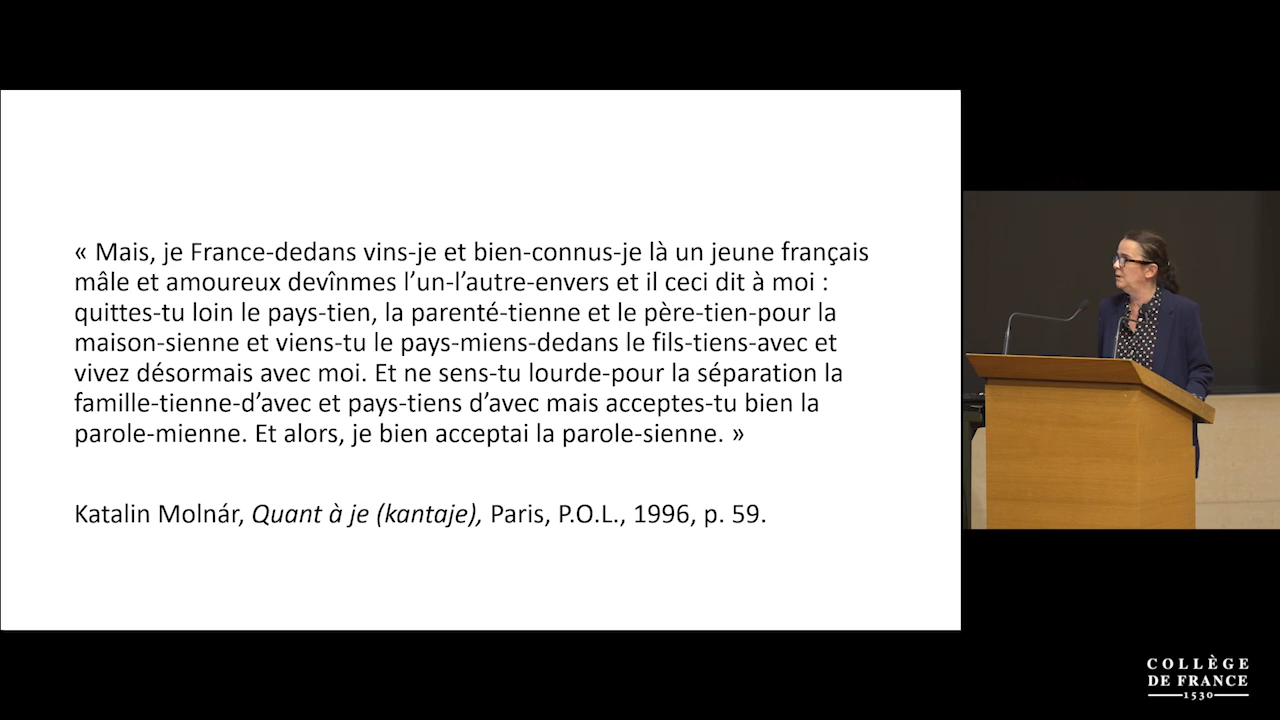 « Mais, je France-dedans vins-je et bien-connus-je là un jeune français
mâle et amoureux devînmes l’un-l’autre-envers et il ceci dit à moi :
quittes-tu loin le pays-tien, la parenté-tienne et le père-tien-pour la
maison-sienne et viens-tu le pays-miens-dedans le fils-tiens-avec et
vivez désormais avec moi. Et ne sens-tu lourde-pour la séparation la
famille-tienne-d’avec et pays-tiens d’avec mais acceptes-tu bien la
parole-mienne. Et alors, je bien acceptai la parole-sienne. »
Katalin Molnár, Quant à je (kantaje), Paris, P.O.L., 1996, p. 59.
COLLÈGE
DE FRANCE
1530